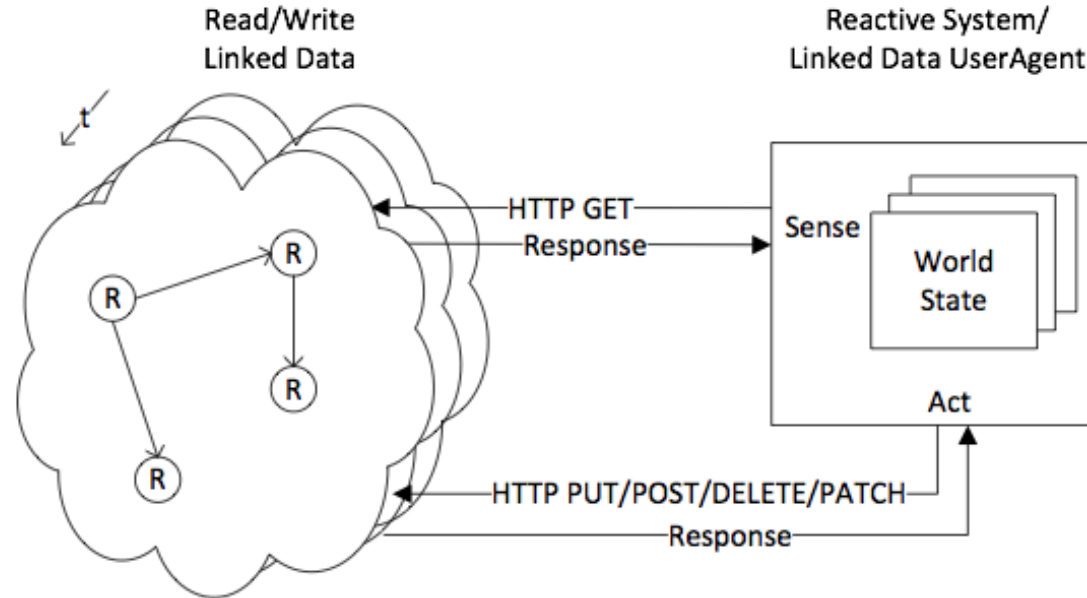 Read/Write
Linked Data
Reactive System/
Linked Data UserAgent
t
HTTP GET
Response
Sense
World
State
R
R
R
R
Act
HTTP PUT/POST/DELETE/PATCH
Response